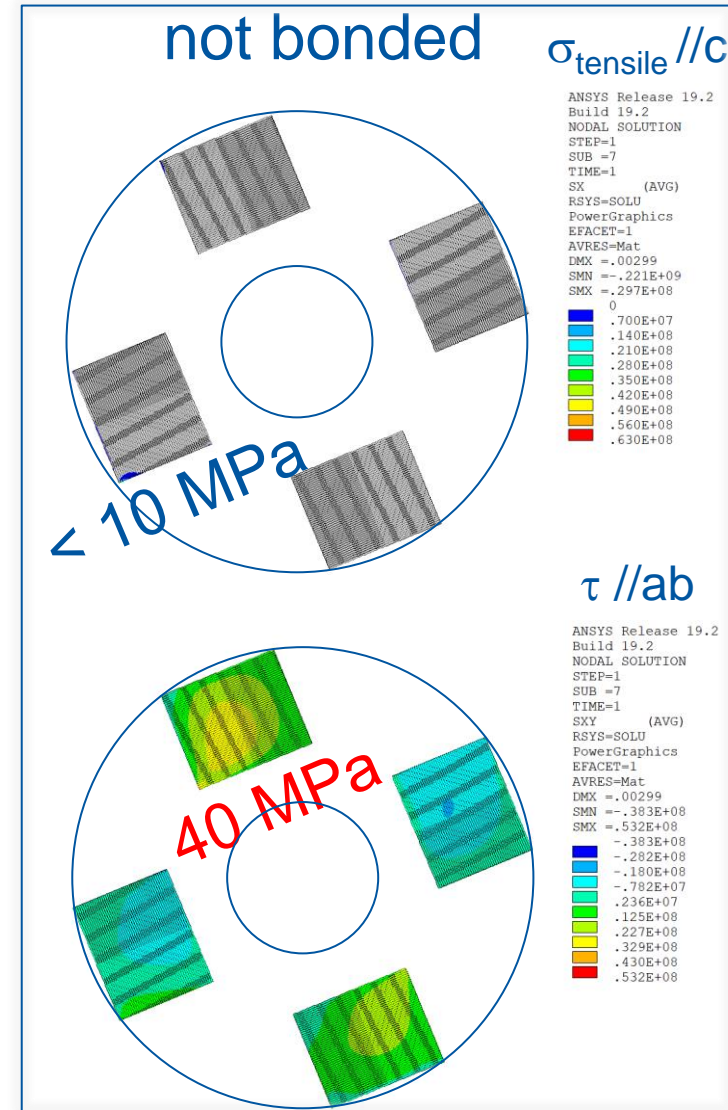 not bonded
σtensile //c
ANSYS Release 19.2
Build 19.2
NODAL SOLUTION
STEP=1
SUB =7
TIME=1
SX (AVG)
RSYS=SOLU
PowerGraphics
EFACET=1
AVRES=Mat
DMX =.00299
SMN =-.221E+09
SMX =.297E+08
0
.700E+07
.140E+08
.210E+08
.280E+08
.350E+08
.420E+08
.490E+08
.560E+08
.630E+08
< 10 MPa
τ //ab
ANSYS Release 19.2
Build 19.2
NODAL SOLUTION
STEP=1
SUB =7
TIME=1
SXY (AVG)
RSYS=SOLU
PowerGraphics
EFACET=1
AVRES=Mat
DMX =.00299
SMN =-.383E+08
SMX =.532E+08
-.383E+08
-.282E+08
-.180E+08
-.782E+07
.236E+07
.125E+08
.227E+08
.329E+08
.430E+08
.532E+08
40 MPa